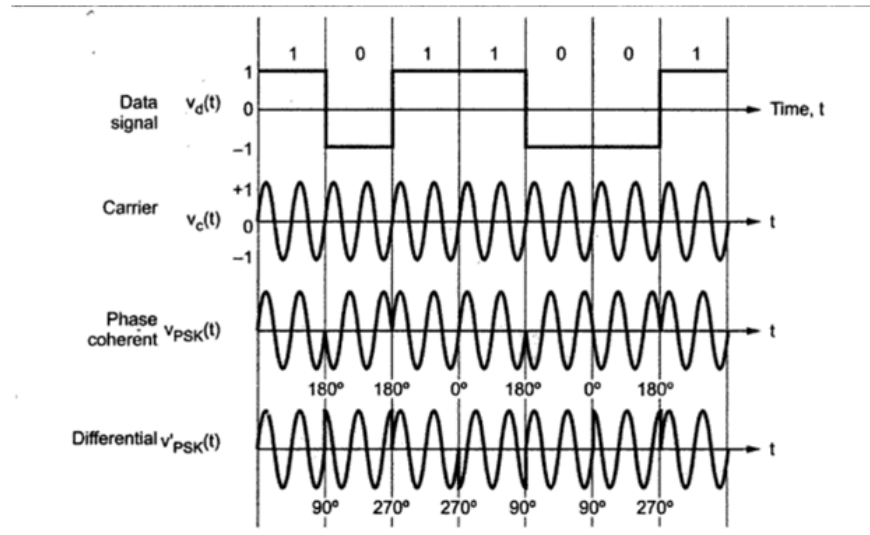 1 0 1 1 0 0 1
1
Data v_d(t) 0 Time, t
signal
−1
+1
Carrier
v_c(t) 0 t
−1
Phase
coherent v_PSK(t) t
180° 180° 0° 180° 0° 180°
Differential v'_PSK(t) t
90° 270° 270° 90° 90° 270°